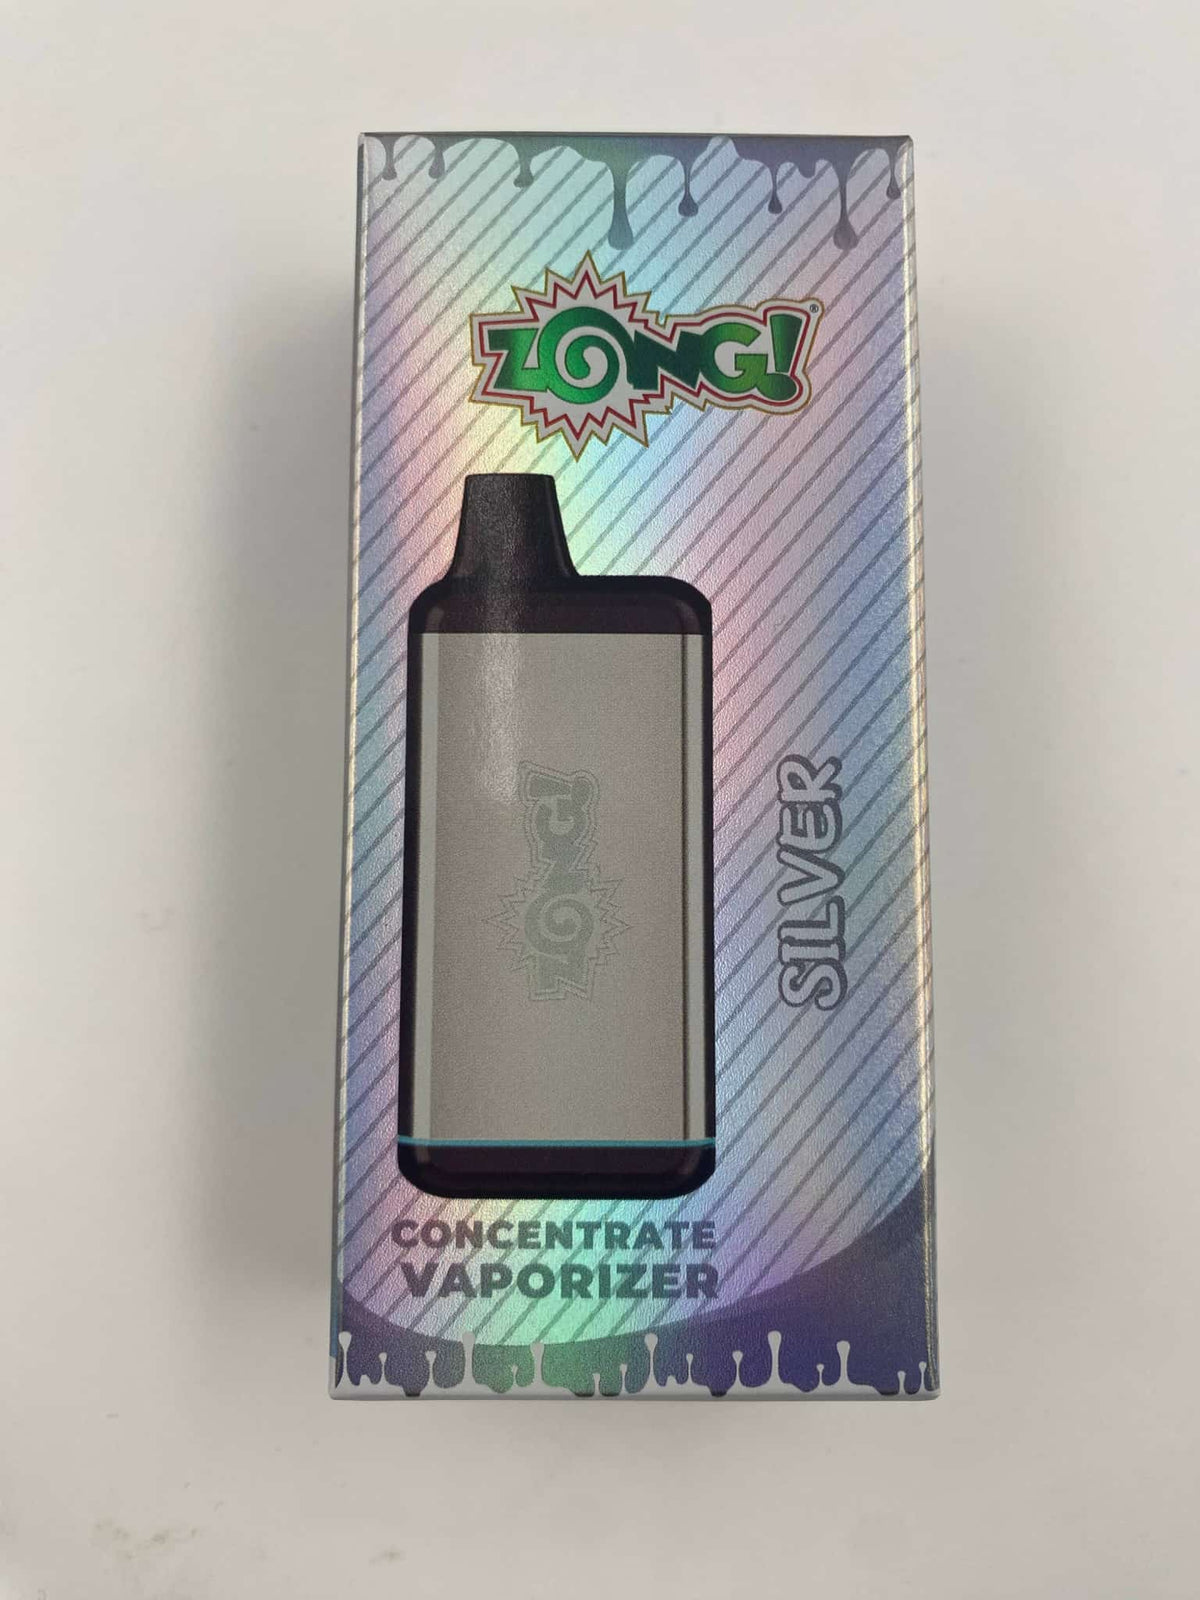 ZONG!®
ZONG!
SILVER
CONCENTRATE
VAPORIZER